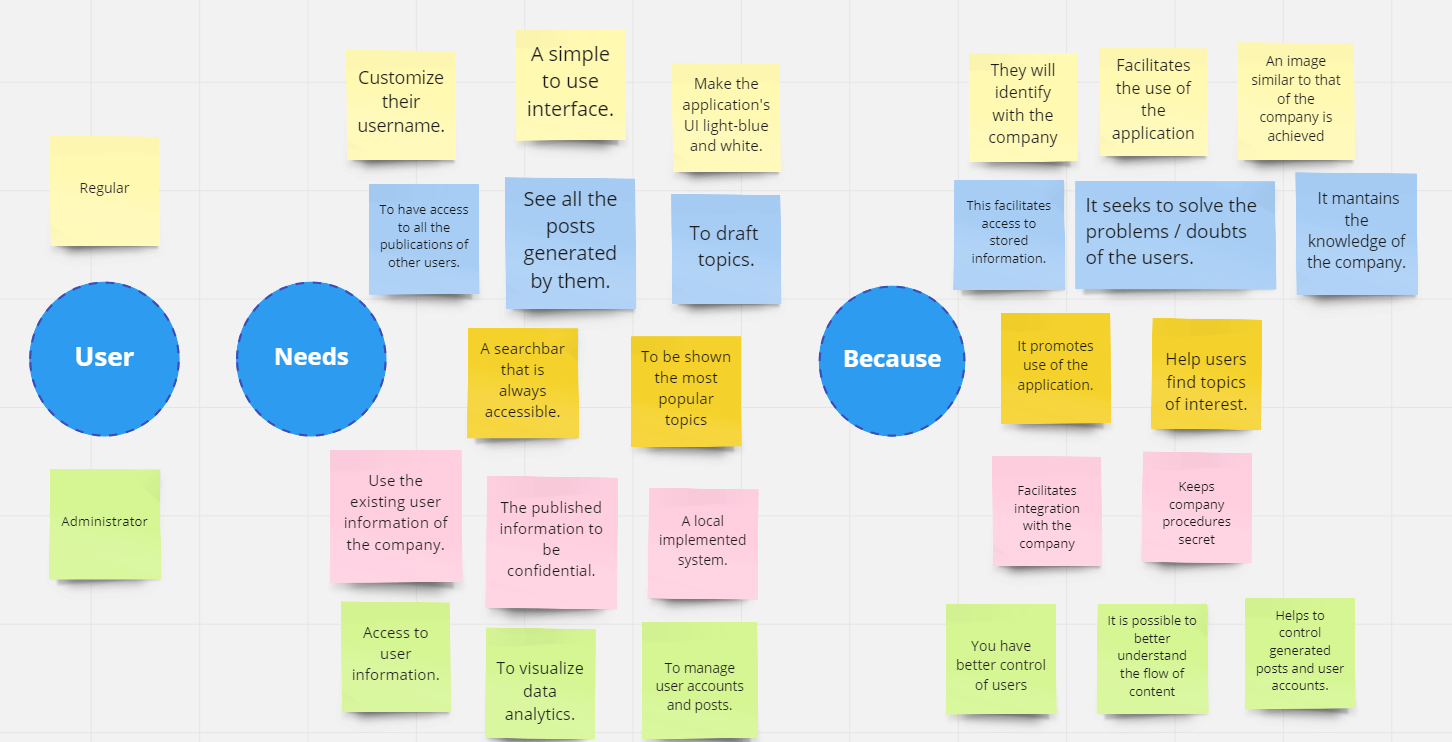 Regular
User
Administrator
Needs
Customize
their
username.
A simple
to use
interface.
Make the
application's
UI light-blue
and white.
To have access
to all the
publications of
other users.
See all the
posts
generated
by them.
To draft
topics.
A searchbar
that is
always
accessible.
To be shown
the most
popular
topics
Use the
existing user
information of
the company.
The published
information to
be
confidential.
A local
implemented
system.
Access to
user
information.
To visualize
data
analytics.
To manage
user accounts
and posts.
Because
They will
identify
with the
company
Facilitates
the use of
the
application
An image
similar to that
of the
company is
achieved
This facilitates
access to
stored
information.
It seeks to solve the
problems / doubts
of the users.
It mantains
the
knowledge of
the company.
It promotes
use of the
application.
Help users
find topics
of interest.
Facilitates
integration
with the
company
Keeps
company
procedures
secret
You have
better control
of users
It is possible to
better
understand
the flow of
content
Helps to
control
generated
posts and user
accounts.